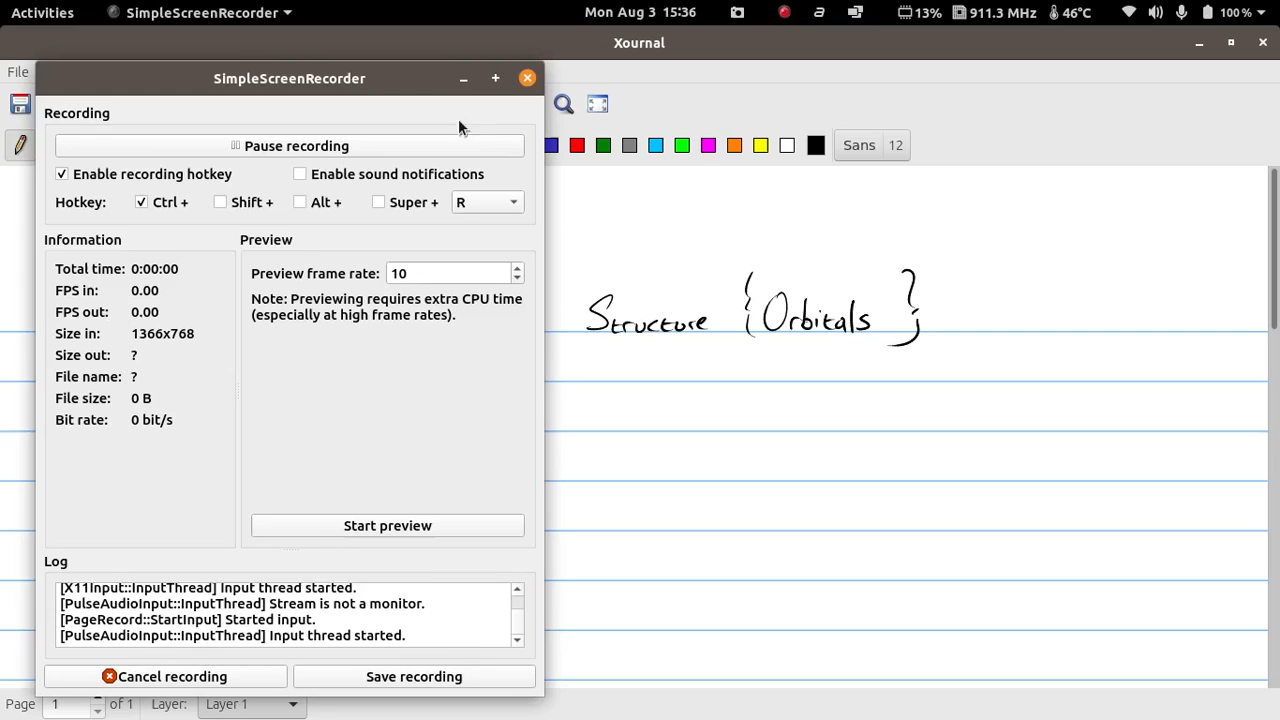 Activities SimpleScreenRecorder Mon Aug 3 15:36 a 13% 911.3 MHz 46°C 100 %
Xournal
File
SimpleScreenRecorder
Recording
Pause recording
Enable recording hotkey Enable sound notifications
Hotkey: Ctrl + Shift + Alt + Super + R
Information
Total time: 0:00:00
FPS in: 0.00
FPS out: 0.00
Size in: 1366x768
Size out: ?
File name: ?
File size: 0 B
Bit rate: 0 bit/s
Preview
Preview frame rate: 10
Note: Previewing requires extra CPU time
(especially at high frame rates).
Start preview
Log
[X11Input::InputThread] Input thread started.
[PulseAudioInput::InputThread] Stream is not a monitor.
[PageRecord::StartInput] Started input.
[PulseAudioInput::InputThread] Input thread started.
Cancel recording Save recording
Sans 12
Structure {Orbitals}
Page 1 of 1 Layer: Layer 1